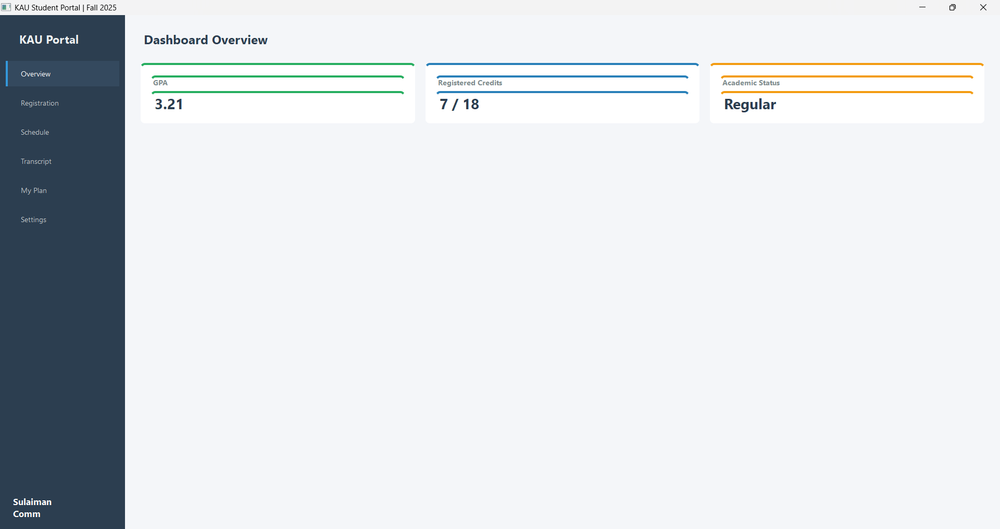 KAU Student Portal | Fall 2025
KAU Portal
Overview
Registration
Schedule
Transcript
My Plan
Settings
Sulaiman
Comm
Dashboard Overview
GPA
3.21
Registered Credits
7 / 18
Academic Status
Regular